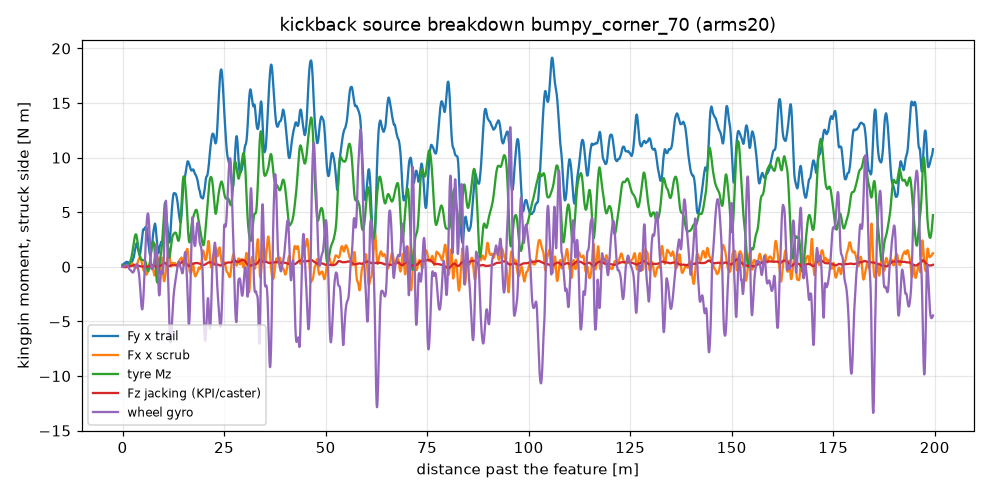 kickback source breakdown bumpy_corner_70 (arms20)
kingpin moment, struck side [N m]
20
15
10
5
0
−5
−10
−15
Fy x trail
Fx x scrub
tyre Mz
Fz jacking (KPI/caster)
wheel gyro
0 25 50 75 100 125 150 175 200
distance past the feature [m]